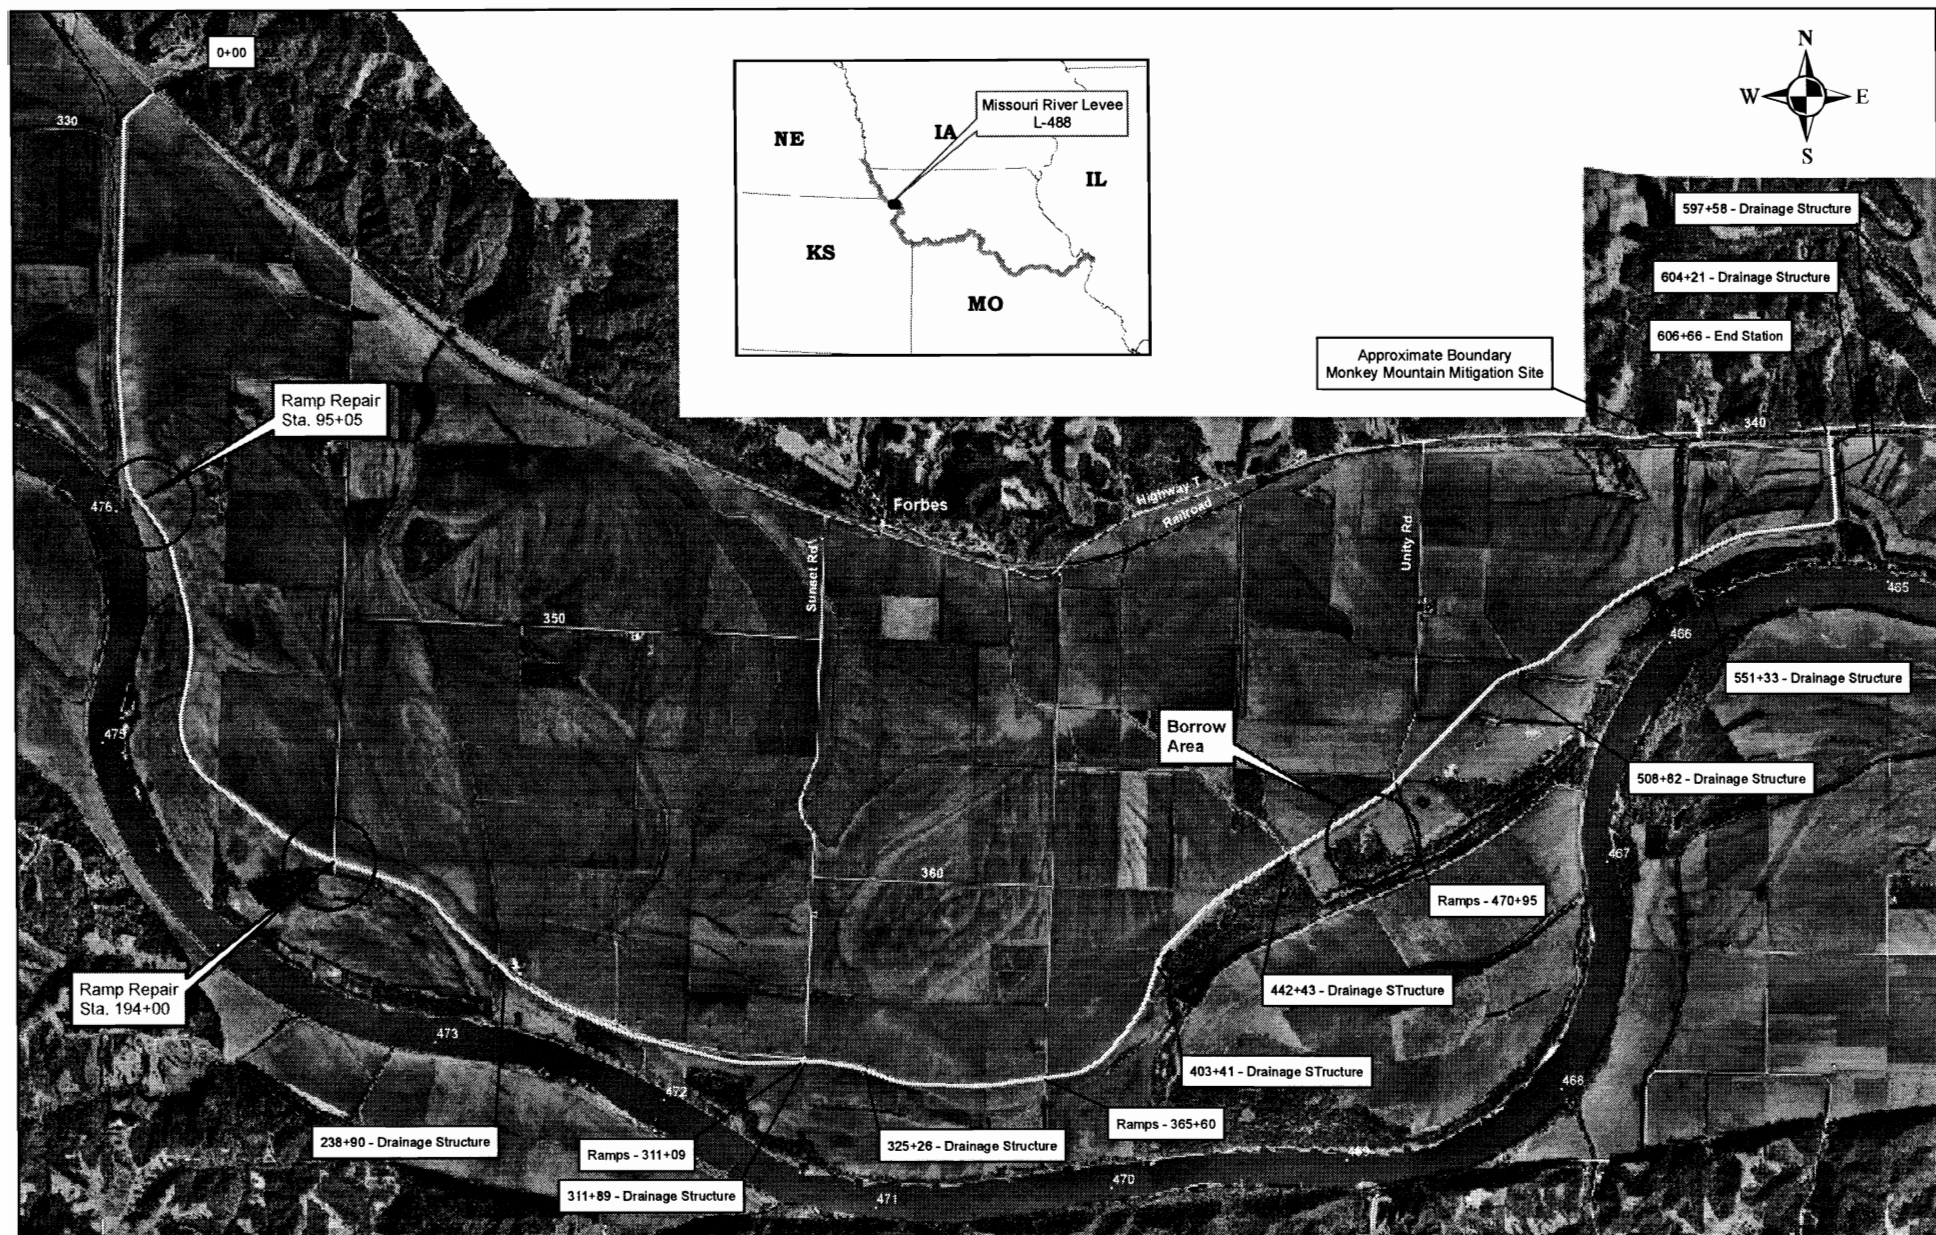 0+00
N
W
E
S
Missouri River Levee
L-488
NE
IA
IL
KS
MO
330
597+58 - Drainage Structure
604+21 - Drainage Structure
606+66 - End Station
Approximate Boundary
Monkey Mountain Mitigation Site
Ramp Repair
Sta. 95+05
340
476
Forbes
Highway T
Railroad
Sunset Rd
Unity Rd
465
350
466
551+33 - Drainage Structure
475
Borrow
Area
508+82 - Drainage Structure
467
360
Ramps - 470+95
Ramp Repair
Sta. 194+00
442+43 - Drainage STructure
473
403+41 - Drainage STructure
468
472
Ramps - 365+60
238+90 - Drainage Structure
Ramps - 311+09
325+26 - Drainage Structure
469
311+89 - Drainage Structure
471
470